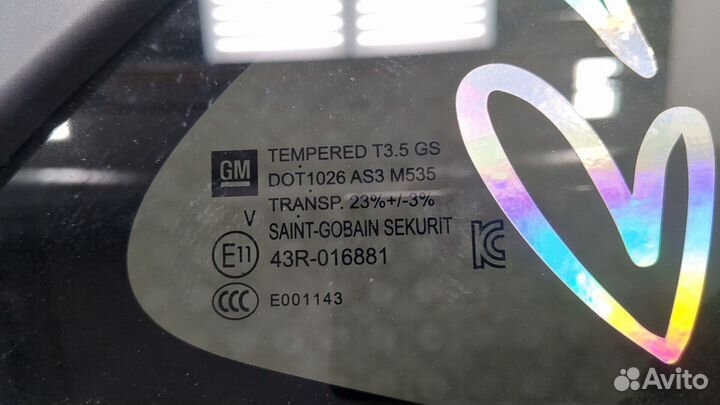 GM
TEMPERED T3.5 GS
DOT1026 AS3 M535
TRANSP. 23%+/-3%
V
SAINT-GOBAIN SEKURIT
E11
43R-016881
KC
CCC
E001143
Avito